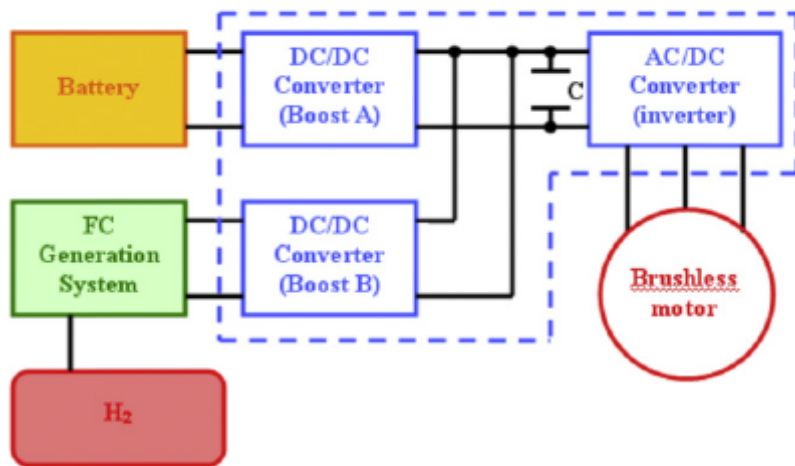 Battery
DC/DC
Converter
(Boost A)
C
AC/DC
Converter
(inverter)
FC
Generation
System
DC/DC
Converter
(Boost B)
Brushless
motor
H₂